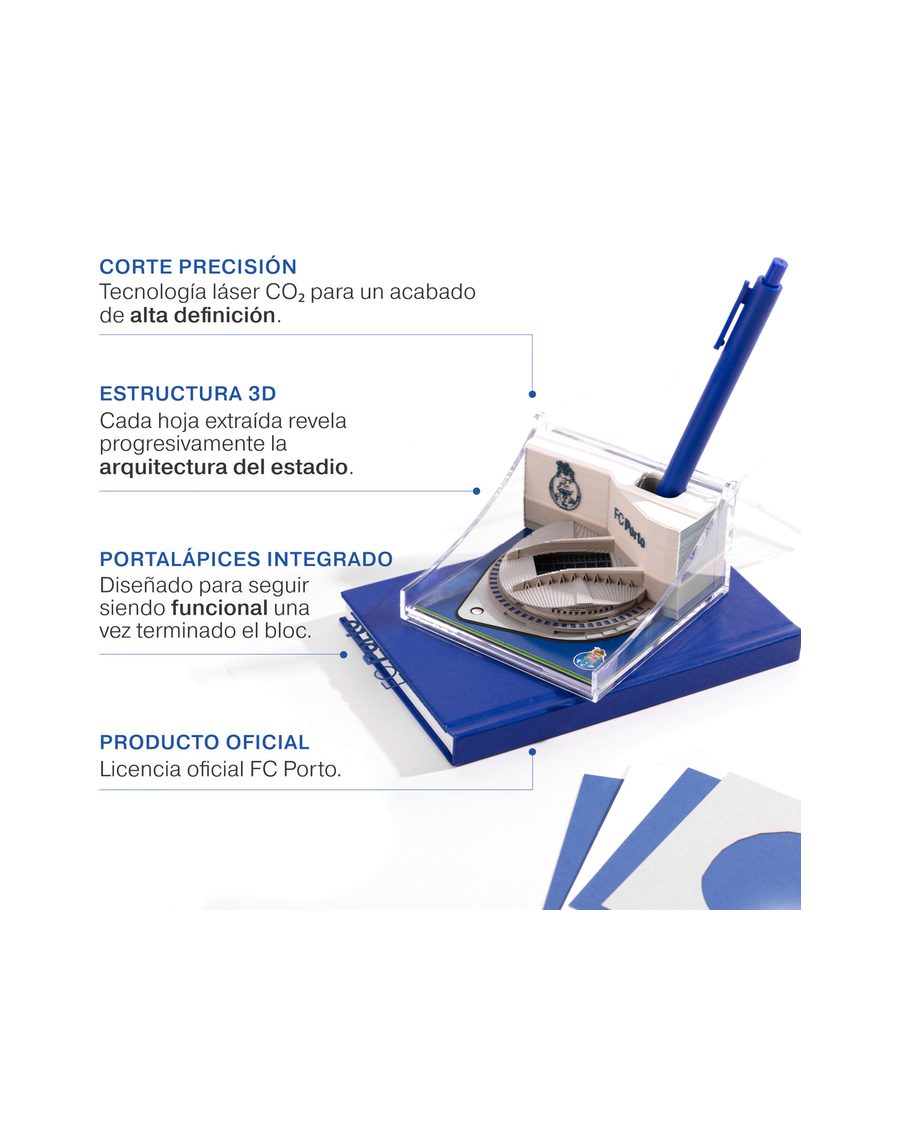 CORTE PRECISIÓN
Tecnología láser CO₂ para un acabado
de alta definición.
ESTRUCTURA 3D
Cada hoja extraída revela
progresivamente la
arquitectura del estadio.
FC Porto
PORTALÁPICES INTEGRADO
Diseñado para seguir
siendo funcional una
vez terminado el bloc.
PRODUCTO OFICIAL
Licencia oficial FC Porto.